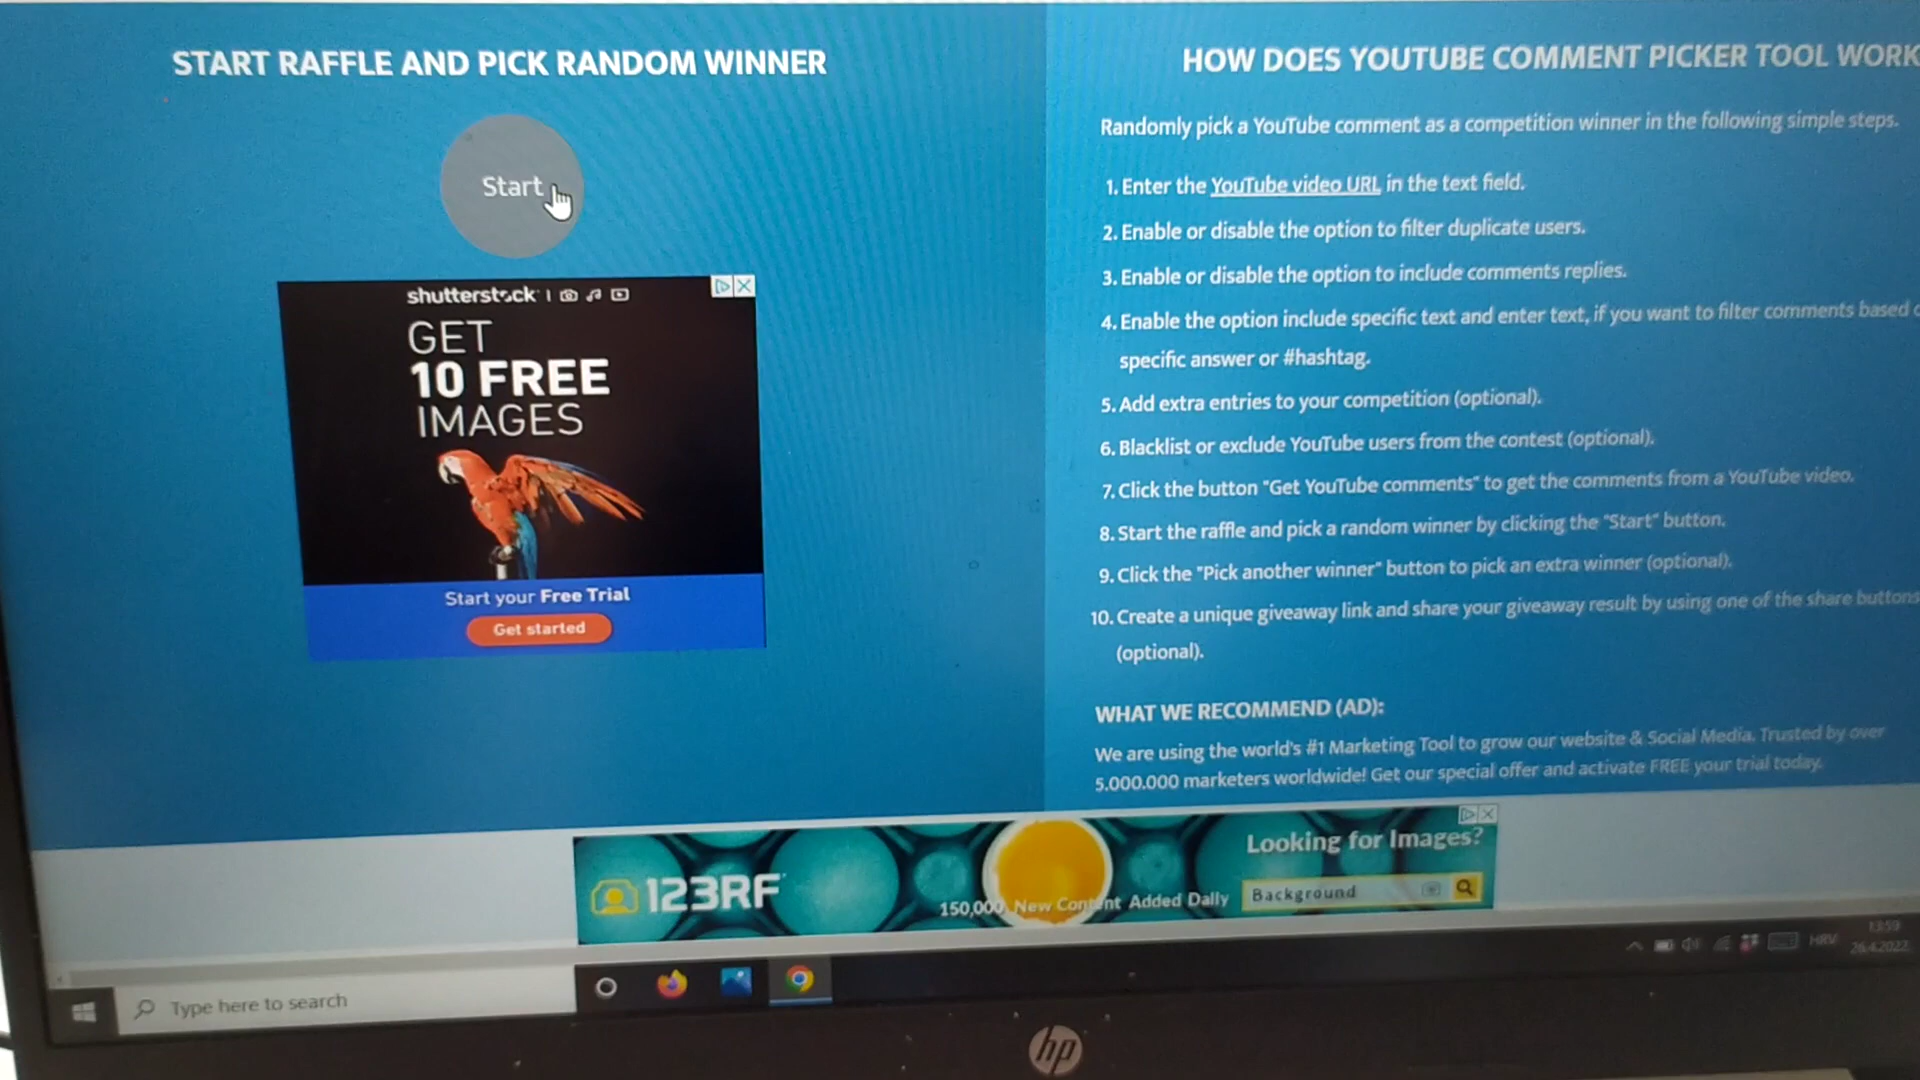 START RAFFLE AND PICK RANDOM WINNER
Start
shutterstock
GET
10 FREE
IMAGES
Start your Free Trial
Get started
HOW DOES YOUTUBE COMMENT PICKER TOOL WORK
Randomly pick a YouTube comment as a competition winner in the following simple steps.
1. Enter the YouTube video URL in the text field.
2. Enable or disable the option to filter duplicate users.
3. Enable or disable the option to include comments replies.
4. Enable the option include specific text and enter text, if you want to filter comments based
specific answer or #hashtag.
5. Add extra entries to your competition (optional).
6. Blacklist or exclude YouTube users from the contest (optional).
7. Click the button "Get YouTube comments" to get the comments from a YouTube video.
8. Start the raffle and pick a random winner by clicking the "Start" button.
9. Click the "Pick another winner" button to pick an extra winner (optional).
10. Create a unique giveaway link and share your giveaway result by using one of the share buttons
(optional).
WHAT WE RECOMMEND (AD):
We are using the world's #1 Marketing Tool to grow our website & Social Media. Trusted by over
5.000.000 marketers worldwide! Get our special offer and activate FREE your trial today.
123RF
150,000 New Content Added Daily
Looking for Images?
Background
Type here to search
HRV
13:59
26.4.2022.
hp